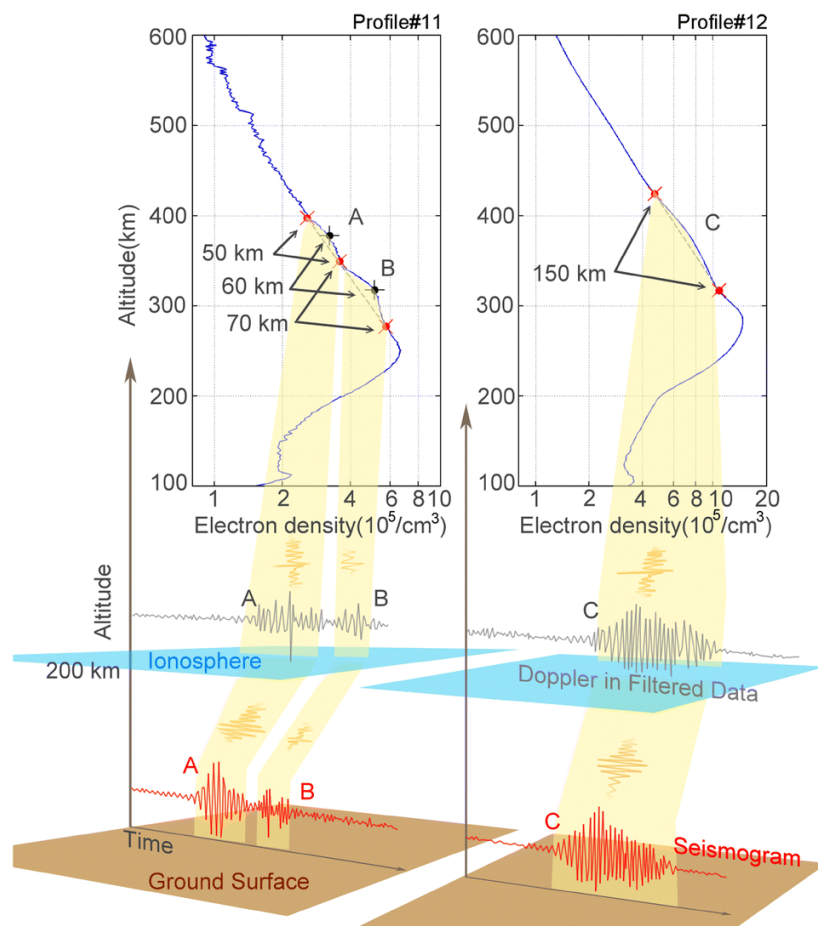 Profile#11
600
500
400
300
200
100
Altitude(km)
A
B
50 km
60 km
70 km
1
2
4
6
8
10
Electron density(10⁵/cm³)
Profile#12
600
500
400
300
200
100
C
150 km
1
2
4
6
8
10
20
Electron density(10⁵/cm³)
Altitude
200 km
A
B
Ionosphere
C
Doppler in Filtered Data
A
B
Time
Ground Surface
C
Seismogram